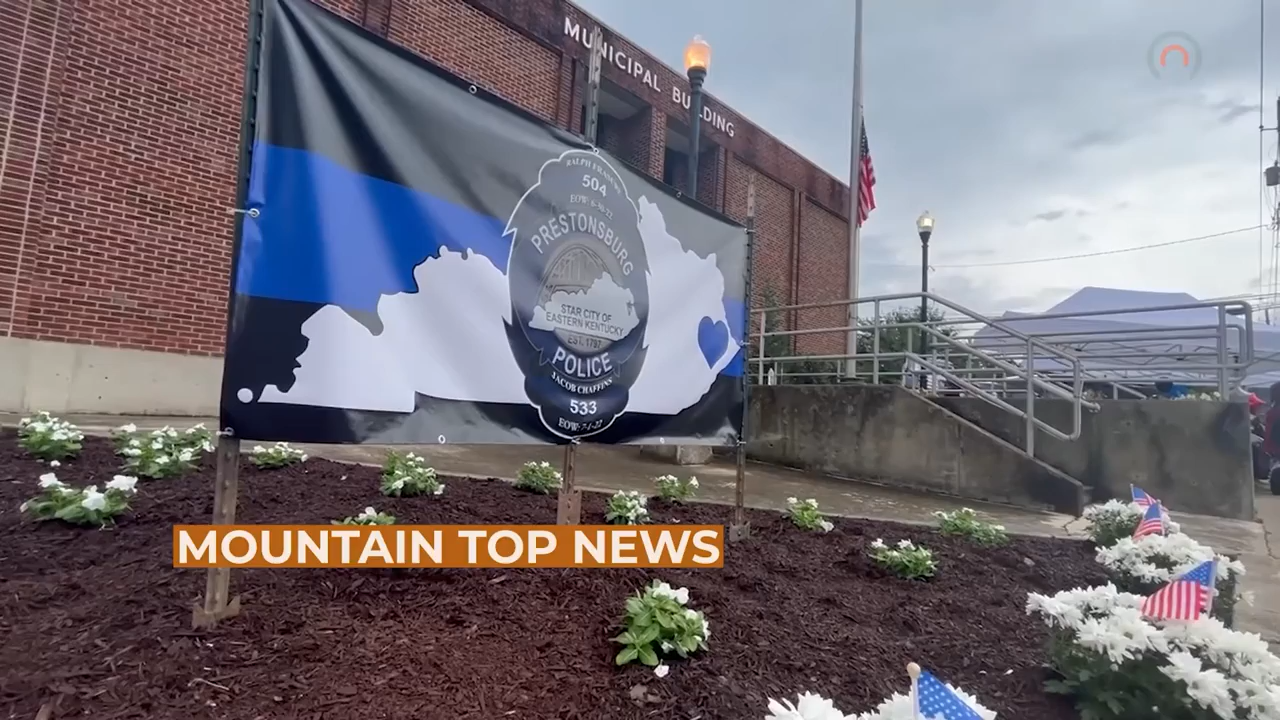 MUNICIPAL BUILDING
RALPH FRASURE
504
EOW: 6-30-22
PRESTONSBURG
STAR CITY OF
EASTERN KENTUCKY
EST. 1797
POLICE
JACOB CHAFFINS
533
EOW: 7-1-22
MOUNTAIN TOP NEWS